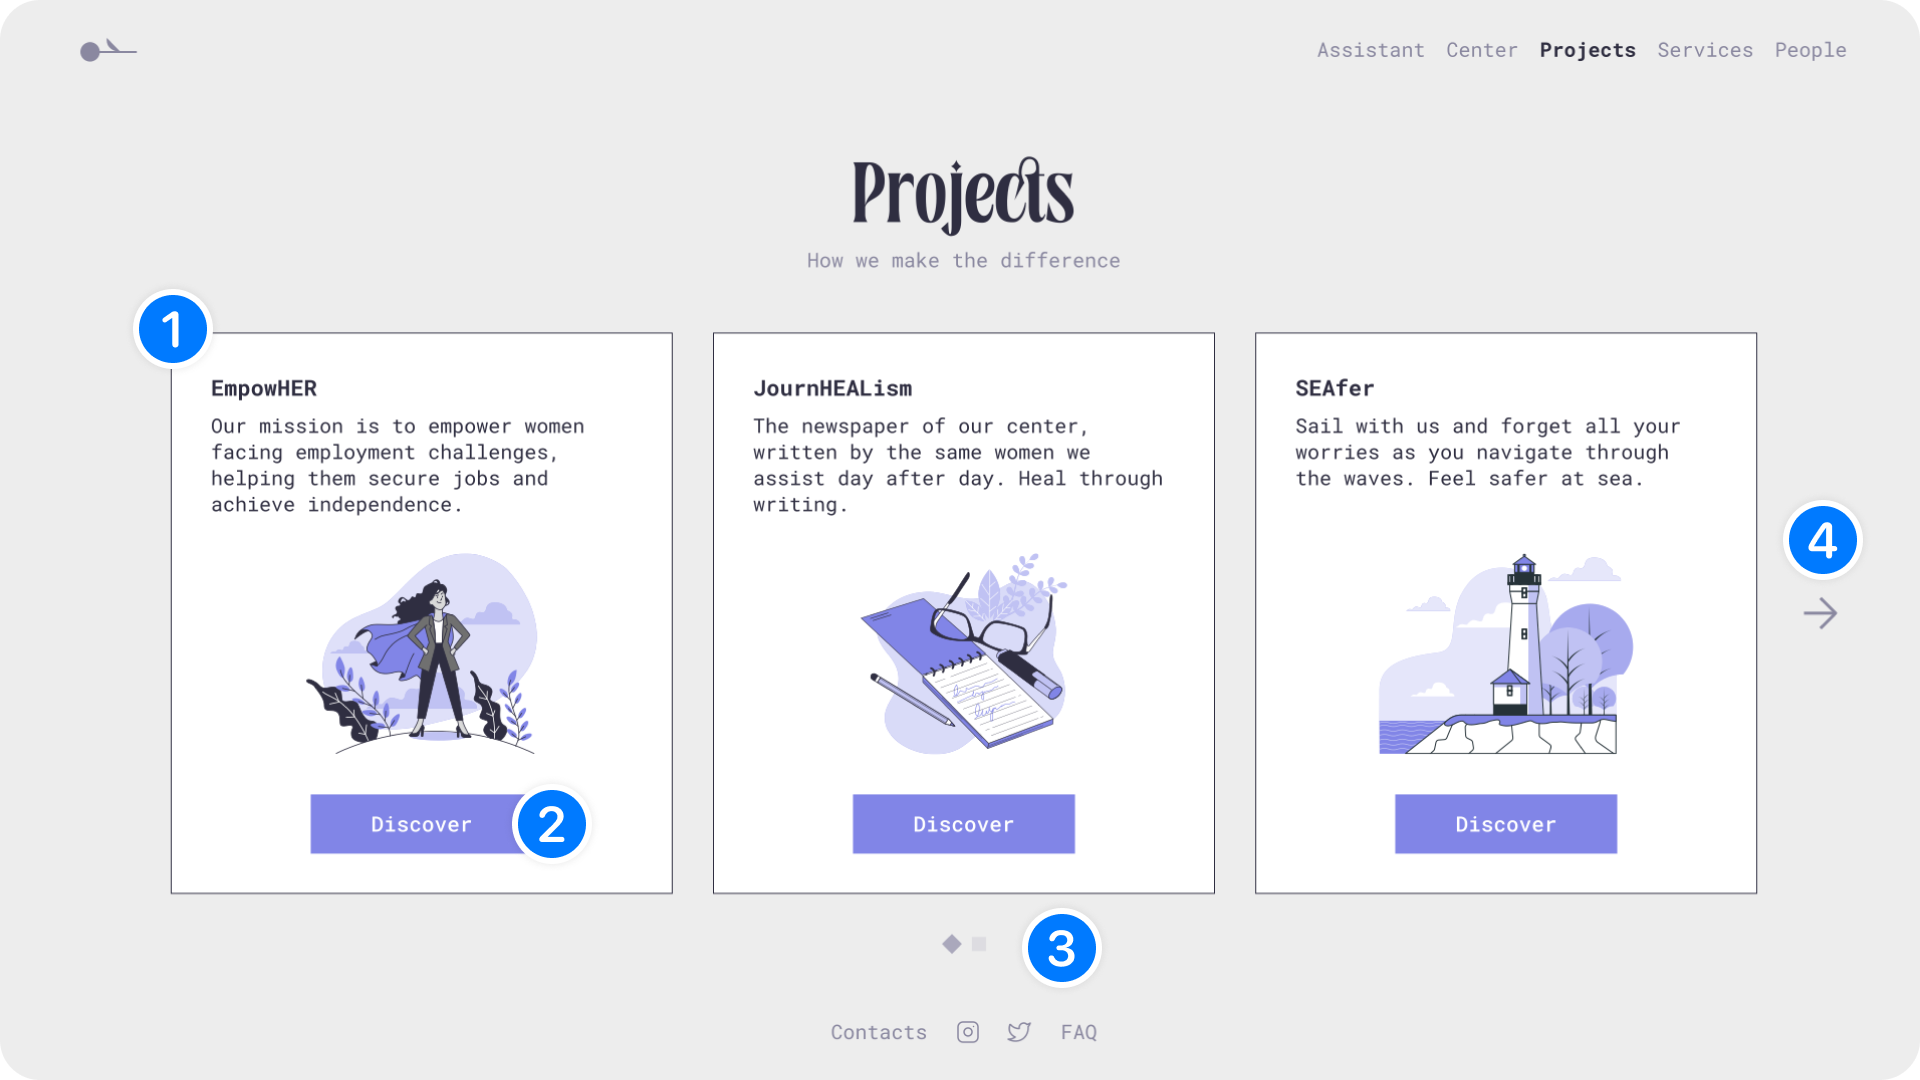 Assistant Center Projects Services People
Projects
How we make the difference
1
EmpowHER
Our mission is to empower women
facing employment challenges,
helping them secure jobs and
achieve independence.
Discover
2
JournHEALism
The newspaper of our center,
written by the same women we
assist day after day. Heal through
writing.
Discover
SEAfer
Sail with us and forget all your
worries as you navigate through
the waves. Feel safer at sea.
Discover
4
3
Contacts
FAQ